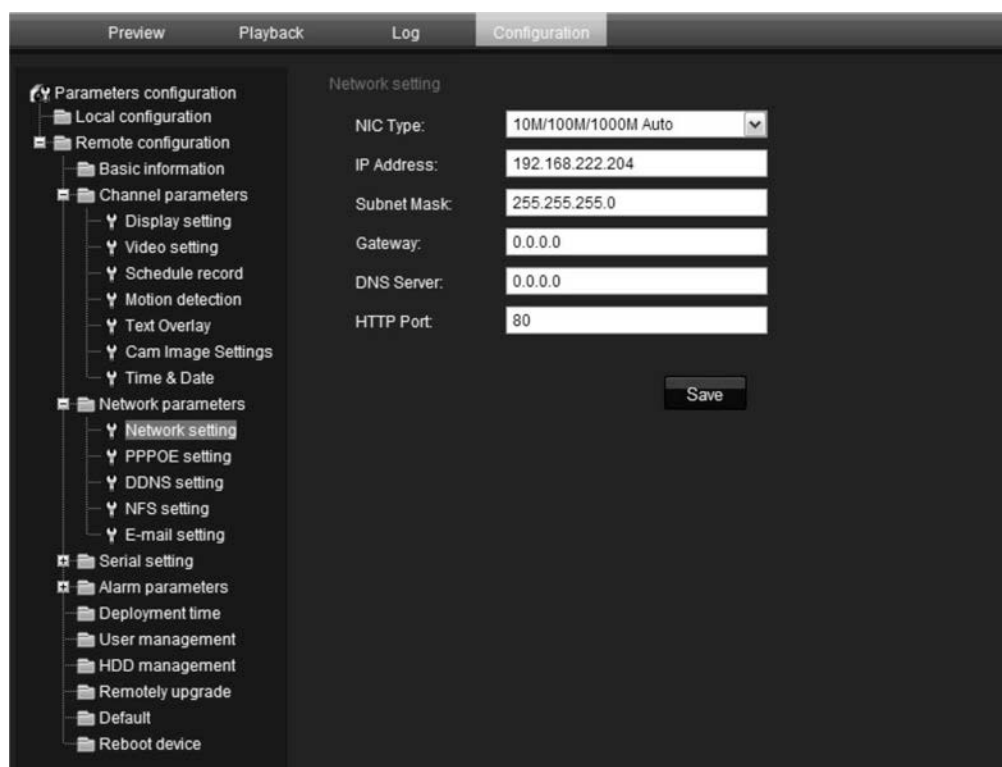 Preview Playback Log Configuration
Parameters configuration
Local configuration
Remote configuration
Basic information
Channel parameters
Display setting
Video setting
Schedule record
Motion detection
Text Overlay
Cam Image Settings
Time & Date
Network parameters
Network setting
PPPOE setting
DDNS setting
NFS setting
E-mail setting
Serial setting
Alarm parameters
Deployment time
User management
HDD management
Remotely upgrade
Default
Reboot device
Network setting
NIC Type: 10M/100M/1000M Auto
IP Address: 192.168.222.204
Subnet Mask: 255.255.255.0
Gateway: 0.0.0.0
DNS Server: 0.0.0.0
HTTP Port: 80
Save